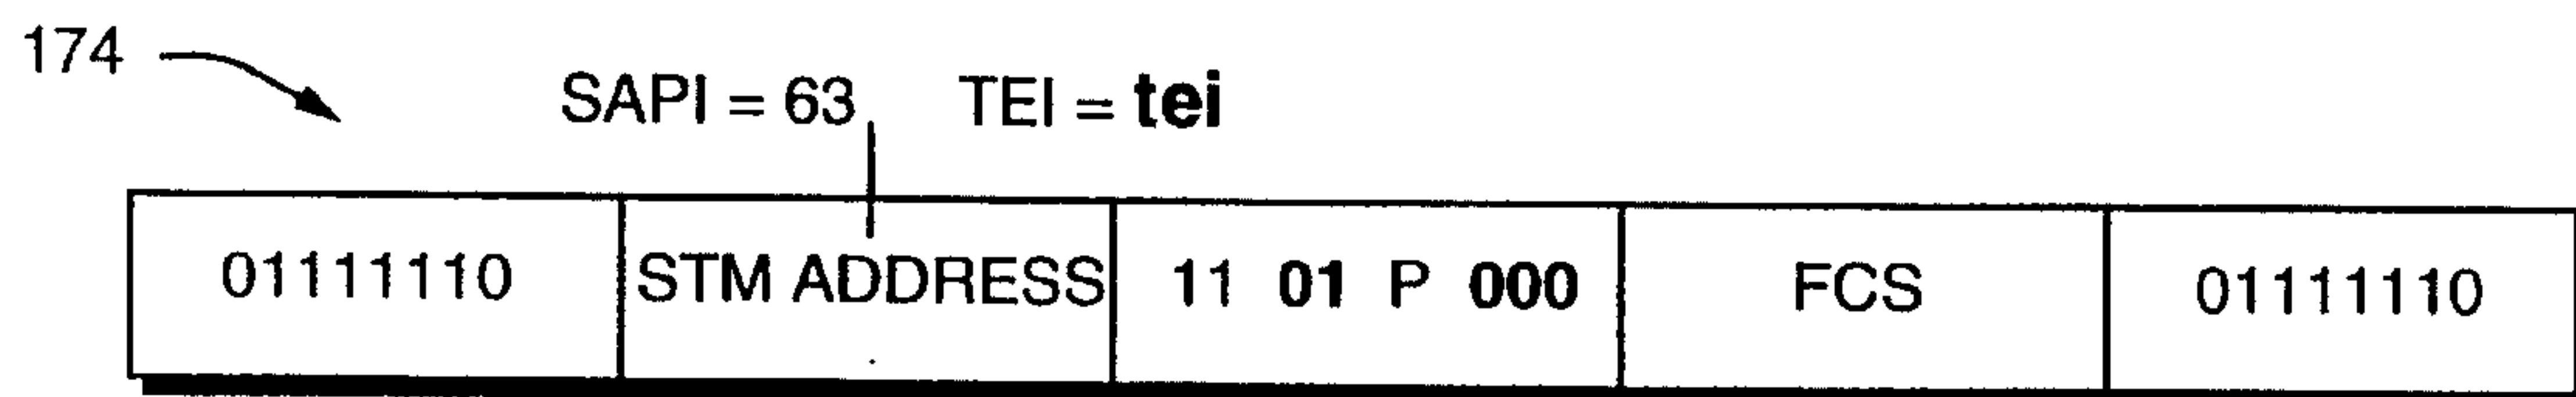 174
SAPI = 63 TEI = tei
01111110 STM ADDRESS 11 01 P 000 FCS 01111110